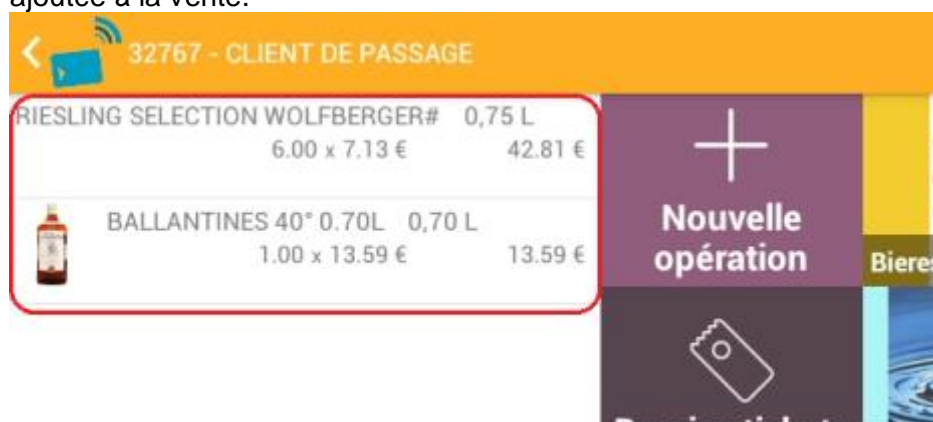 ajoutée à la vente.
32767 - CLIENT DE PASSAGE
RIESLING SELECTION WOLFBERGER# 0,75 L
6.00 x 7.13 € 42.81 €
BALLANTINES 40° 0.70L 0,70 L
1.00 x 13.59 € 13.59 €
Nouvelle
opération
Bieres